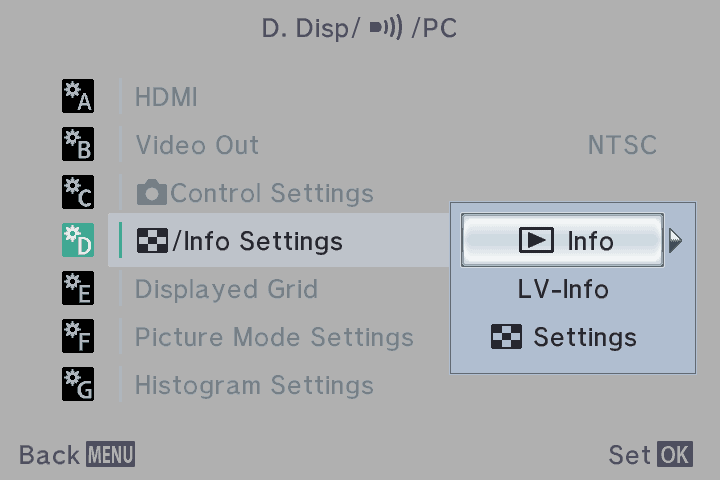 D. Disp/ /PC
A HDMI
B Video Out NTSC
C Control Settings
D /Info Settings
Info
E Displayed Grid
LV-Info
F Picture Mode Settings
Settings
G Histogram Settings
Back MENU
Set OK